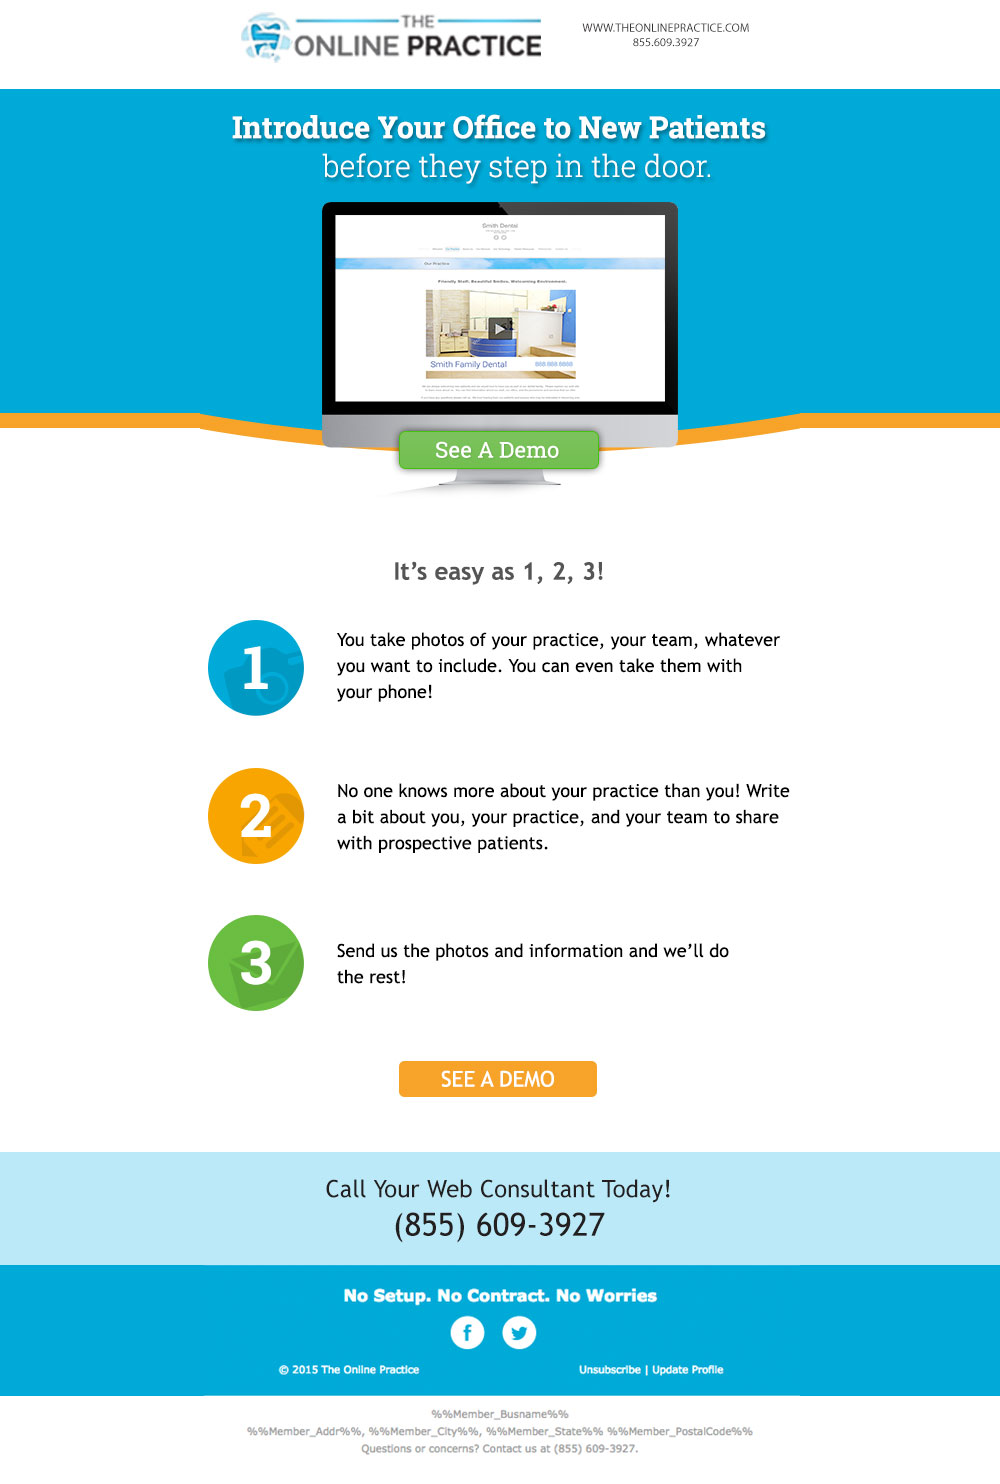 THE
ONLINE PRACTICE
WWW.THEONLINEPRACTICE.COM
855.609.3927
Introduce Your Office to New Patients
before they step in the door.
Smith Dental
Our Practice
Friendly Staff. Beautiful Smiles. Welcoming Environment.
Smith Family Dental
888 888 8888
See A Demo
It's easy as 1, 2, 3!
1
You take photos of your practice, your team, whatever
you want to include. You can even take them with
your phone!
2
No one knows more about your practice than you! Write
a bit about you, your practice, and your team to share
with prospective patients.
3
Send us the photos and information and we'll do
the rest!
SEE A DEMO
Call Your Web Consultant Today!
(855) 609-3927
No Setup. No Contract. No Worries
© 2015 The Online Practice
Unsubscribe | Update Profile
%%Member_Busname%%
%%Member_Addr%%, %%Member_City%%, %%Member_State%% %%Member_PostalCode%%
Questions or concerns? Contact us at (855) 609-3927.